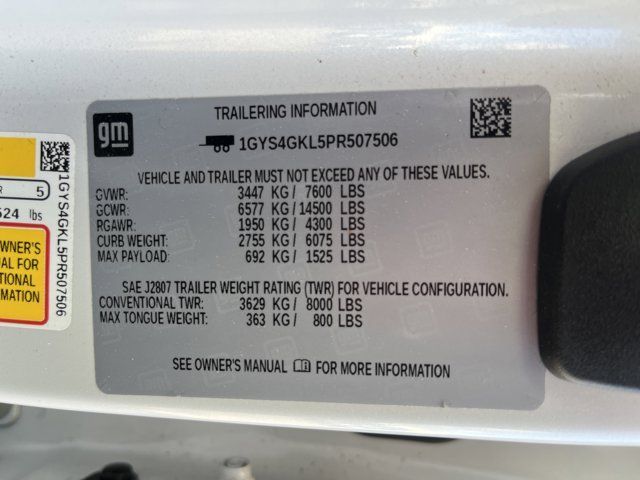 gm
TRAILERING INFORMATION
1GYS4GKL5PR507506
VEHICLE AND TRAILER MUST NOT EXCEED ANY OF THESE VALUES.
GVWR: 3447 KG / 7600 LBS
GCWR: 6577 KG / 14500 LBS
RGAWR: 1950 KG / 4300 LBS
CURB WEIGHT: 2755 KG / 6075 LBS
MAX PAYLOAD: 692 KG / 1525 LBS
SAE J2807 TRAILER WEIGHT RATING (TWR) FOR VEHICLE CONFIGURATION.
CONVENTIONAL TWR: 3629 KG / 8000 LBS
MAX TONGUE WEIGHT: 363 KG / 800 LBS
SEE OWNER'S MANUAL FOR MORE INFORMATION
R 5
524 lbs
OWNER'S
AL FOR
TIONAL
RMATION
1GYS4GKL5PR507506